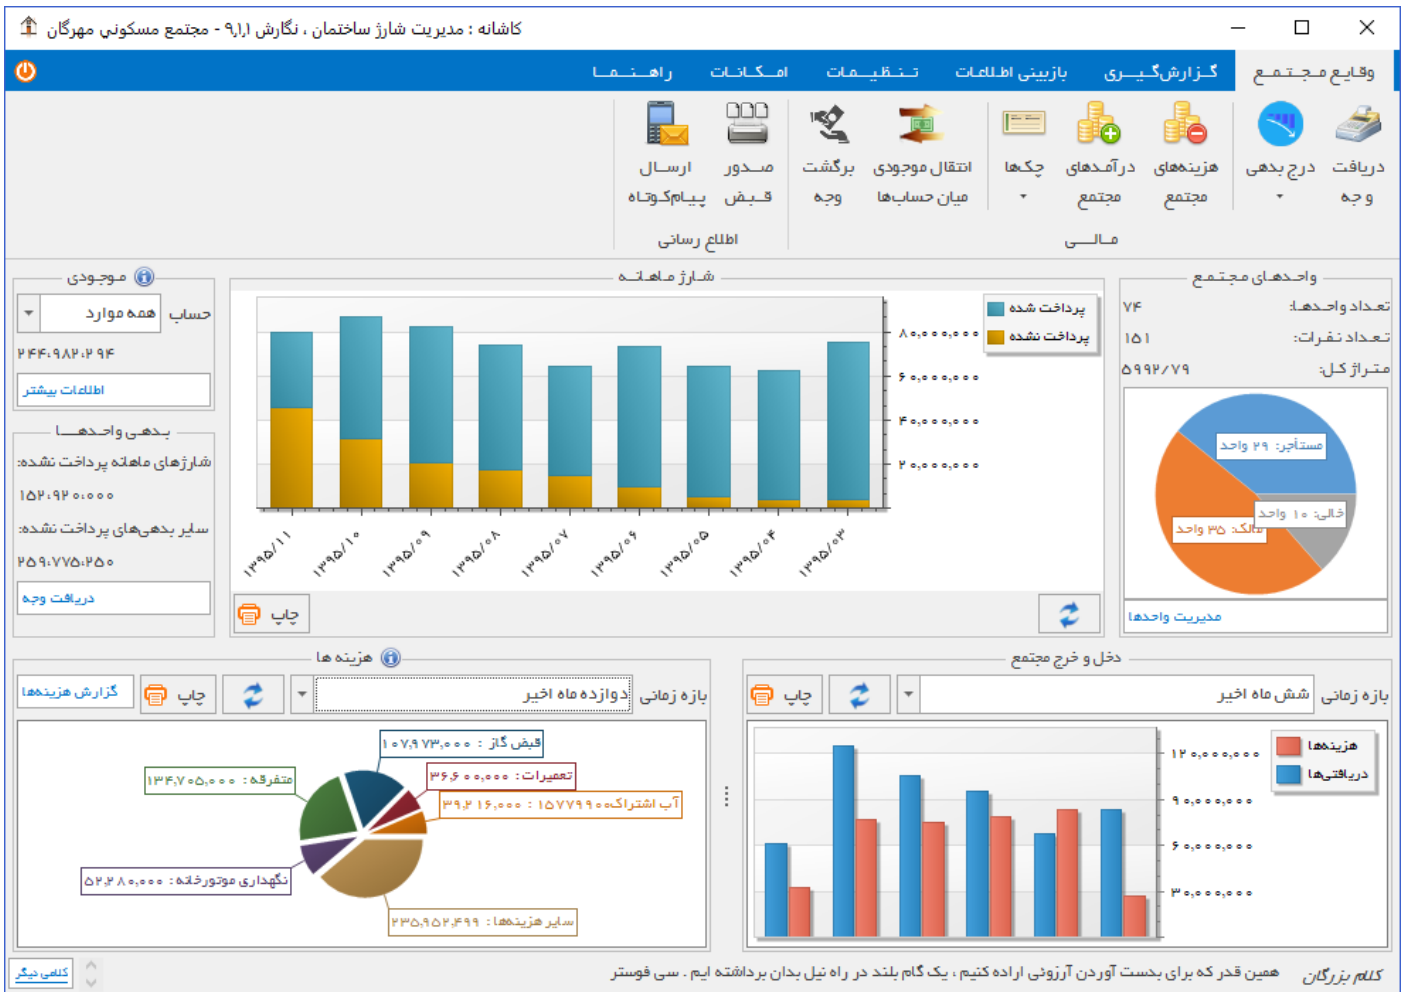 کاشانه : مدیریت شارژ ساختمان ، نگارش ۹,۱,۱ - مجتمع مسکونی مهرگان
وقایع مجتمع
گزارش‌گیری
بازبینی اطلاعات
تنظیمات
امکانات
راهنما
دریافت وجه
درج بدهی
هزینه‌های مجتمع
درآمدهای مجتمع
چک‌ها
انتقال موجودی میان حساب‌ها
برگشت وجه
صدور قبض
ارسال پیام‌کوتاه
مالی
اطلاع رسانی
واحدهای مجتمع
تعداد واحدها: ۷۴
تعداد نفرات: ۱۵۱
متراژ کل: ۵۹۹۲/۷۹
مستأجر: ۲۹ واحد
خالی: ۱۰ واحد
مالک: ۳۵ واحد
مدیریت واحدها
شارژ ماهانه
پرداخت شده
پرداخت نشده
۸۰,۰۰۰,۰۰۰
۶۰,۰۰۰,۰۰۰
۴۰,۰۰۰,۰۰۰
۲۰,۰۰۰,۰۰۰
۱۳۹۵/۱۱
۱۳۹۵/۱۰
۱۳۹۵/۰۹
۱۳۹۵/۰۸
۱۳۹۵/۰۷
۱۳۹۵/۰۶
۱۳۹۵/۰۵
۱۳۹۵/۰۴
۱۳۹۵/۰۳
چاپ
موجودی
حساب
همه موارد
۲۴۴،۹۸۲،۲۹۴
اطلاعات بیشتر
بدهی واحدها
شارژهای ماهانه پرداخت نشده:
۱۵۲،۹۲۰،۰۰۰
سایر بدهی‌های پرداخت نشده:
۲۵۹،۷۷۵،۲۵۰
دریافت وجه
دخل و خرج مجتمع
بازه زمانی
شش ماه اخیر
چاپ
هزینه‌ها
دریافتی‌ها
۱۲۰,۰۰۰,۰۰۰
۹۰,۰۰۰,۰۰۰
۶۰,۰۰۰,۰۰۰
۳۰,۰۰۰,۰۰۰
هزینه ها
بازه زمانی
دوازده ماه اخیر
چاپ
گزارش هزینه‌ها
قبض گاز : ۱۰۷,۹۷۳,۰۰۰
تعمیرات: ۳۶,۶۰۰,۰۰۰
آب اشتراک۱۵۷۷۹۹۰۰ : ۳۹,۲۱۶,۰۰۰
متفرقه : ۱۳۴,۷۰۵,۰۰۰
نگهداری موتورخانه: ۵۲,۲۸۰,۰۰۰
سایر هزینه‌ها : ۲۳۵,۹۵۲,۴۹۹
کلام بزرگان
همین قدر که برای بدست آوردن آرزوئی اراده کنیم ، یک گام بلند در راه نیل بدان برداشته ایم . سی فوستر
کلامی دیگر